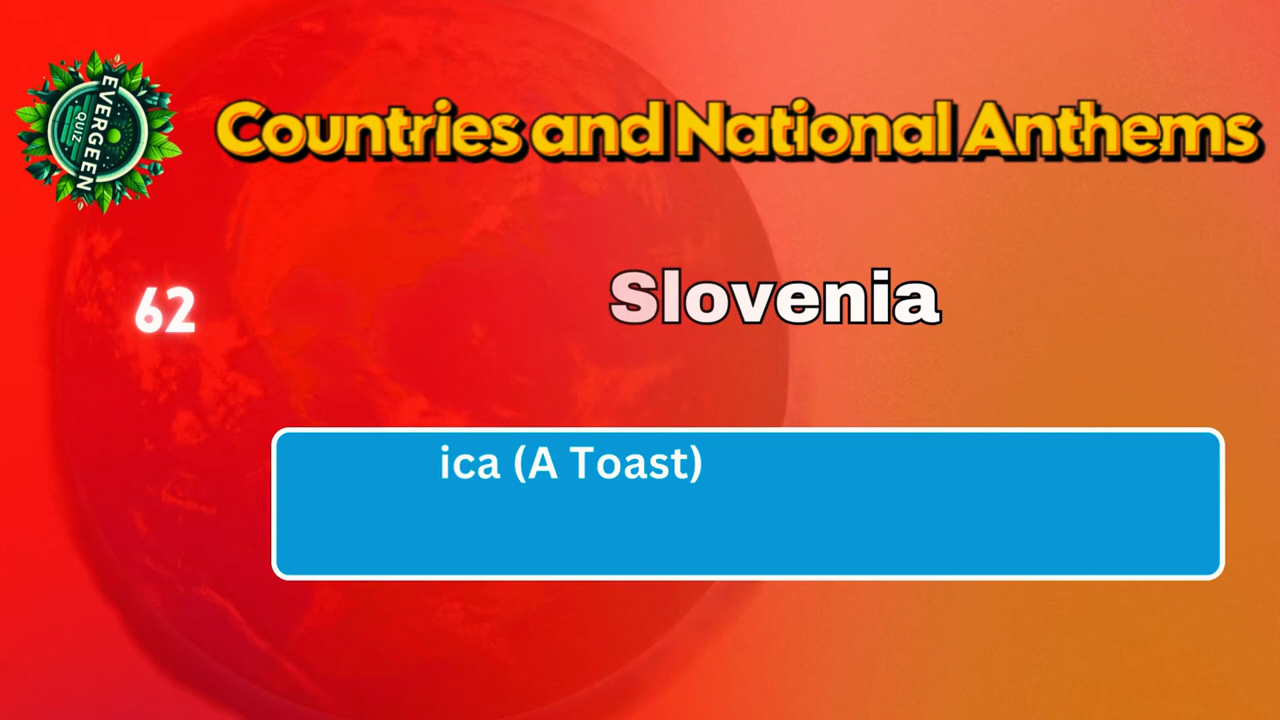 EVERGEEN
QUIZ
Countries and National Anthems
62
Slovenia
ica (A Toast)